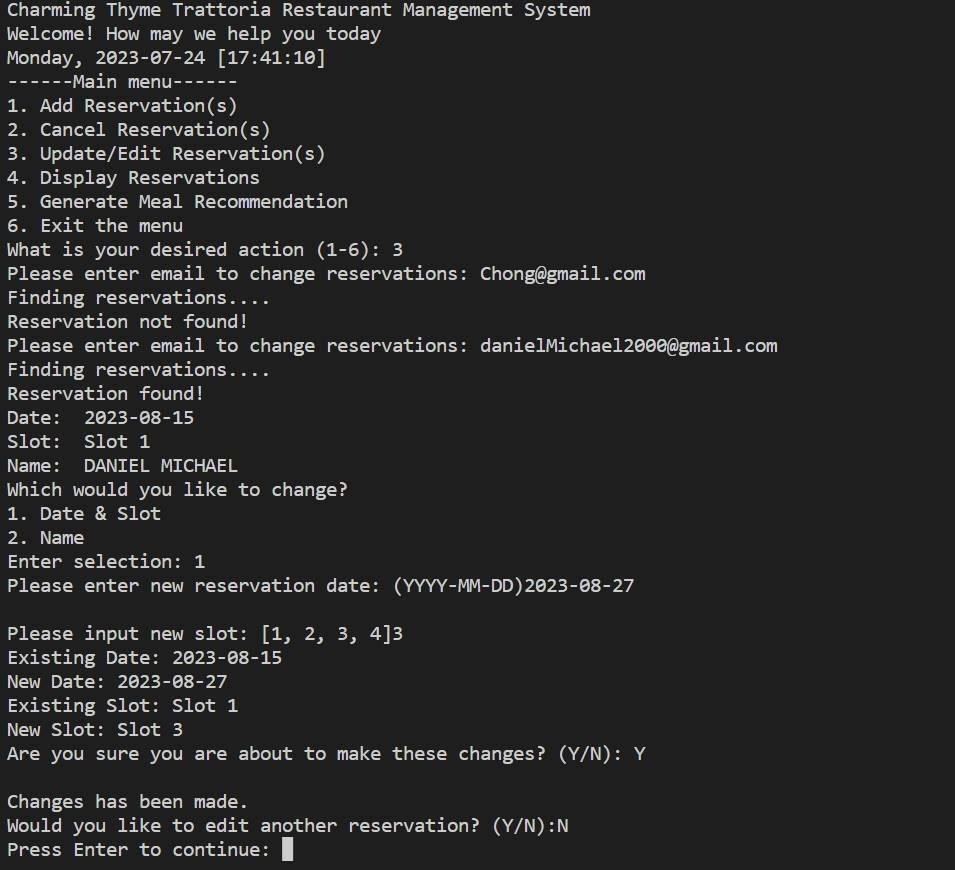 Charming Thyme Trattoria Restaurant Management System
Welcome! How may we help you today
Monday, 2023-07-24 [17:41:10]
------Main menu------
1. Add Reservation(s)
2. Cancel Reservation(s)
3. Update/Edit Reservation(s)
4. Display Reservations
5. Generate Meal Recommendation
6. Exit the menu
What is your desired action (1-6): 3
Please enter email to change reservations: Chong@gmail.com
Finding reservations....
Reservation not found!
Please enter email to change reservations: danielMichael2000@gmail.com
Finding reservations....
Reservation found!
Date:  2023-08-15
Slot:  Slot 1
Name:  DANIEL MICHAEL
Which would you like to change?
1. Date & Slot
2. Name
Enter selection: 1
Please enter new reservation date: (YYYY-MM-DD)2023-08-27
Please input new slot: [1, 2, 3, 4]3
Existing Date: 2023-08-15
New Date: 2023-08-27
Existing Slot: Slot 1
New Slot: Slot 3
Are you sure you are about to make these changes? (Y/N): Y
Changes has been made.
Would you like to edit another reservation? (Y/N):N
Press Enter to continue: